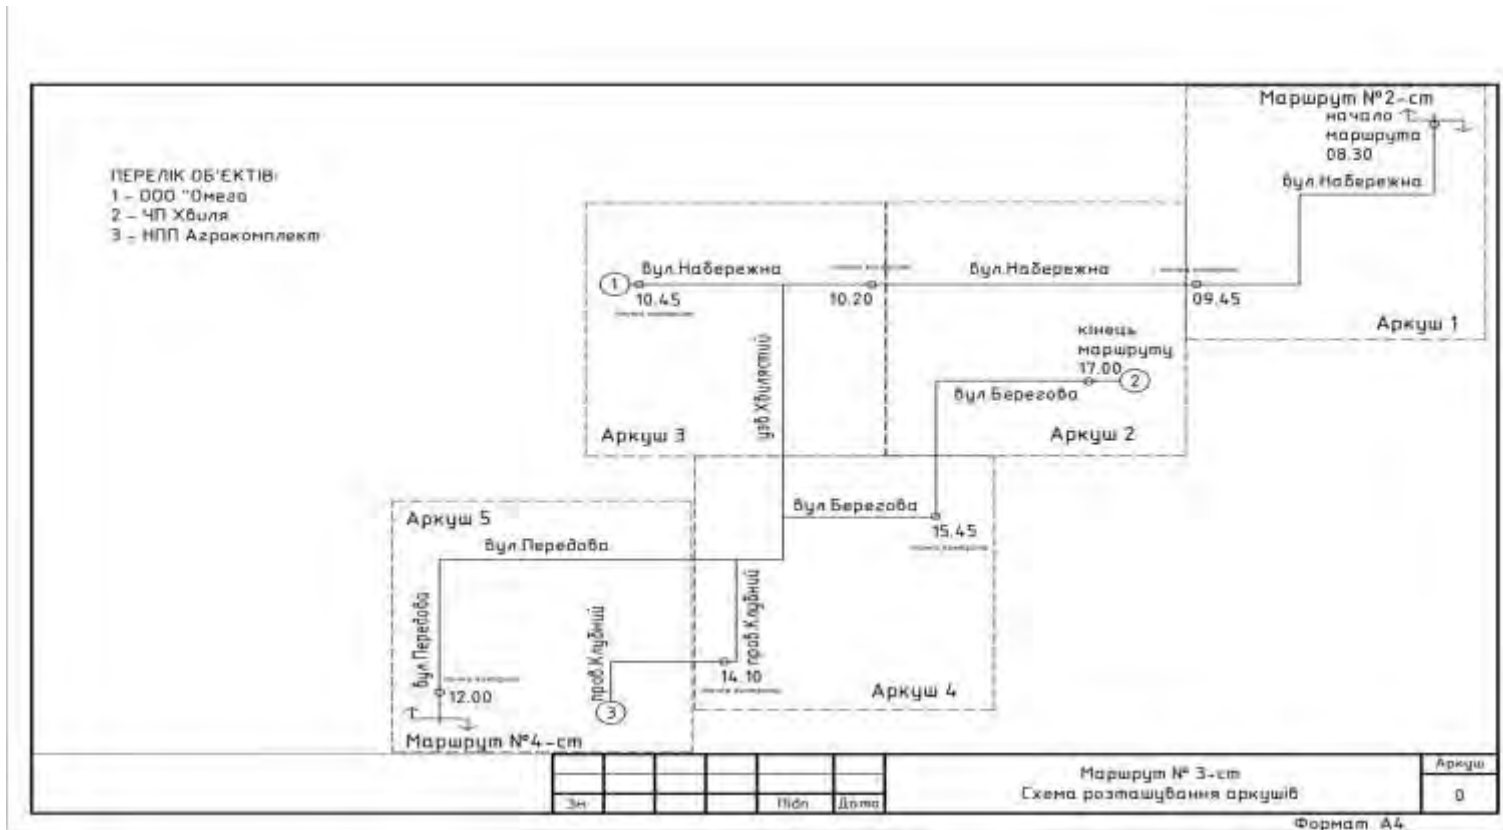 Маршрут №2-ст
начало
маршрута
08.30
вул.Набережна
ПЕРЕЛІК ОБ'ЄКТІВ:
1 - ООО "Омега
2 - ЧП Хвиля
3 - НПП Агрокомплект
вул.Набережна
вул.Набережна
1
10.45
10.20
09.45
Аркуш 1
кінець
маршруту
17.00
2
вул.Берегова
узв.Хвилястий
Аркуш 3
Аркуш 2
вул.Берегова
15.45
Аркуш 5
вул.Передова
вул.Передова
пров.Клубний
пров.Клубний
14.10
12.00
3
Аркуш 4
Маршрут №4-ст
Зм
Підп
Дата
Маршрут № 3-ст
Схема розташування аркушів
Аркуш
0
Формат А4